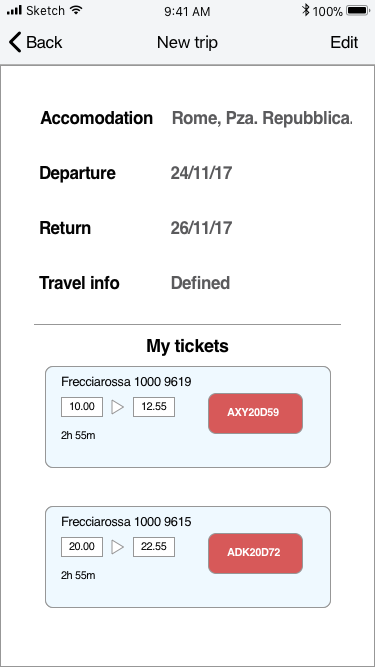 Sketch 9:41 AM 100%
Back New trip Edit
Accomodation Rome, Pza. Repubblica.
Departure 24/11/17
Return 26/11/17
Travel info Defined
My tickets
Frecciarossa 1000 9619
10.00 12.55 AXY20D59
2h 55m
Frecciarossa 1000 9615
20.00 22.55 ADK20D72
2h 55m